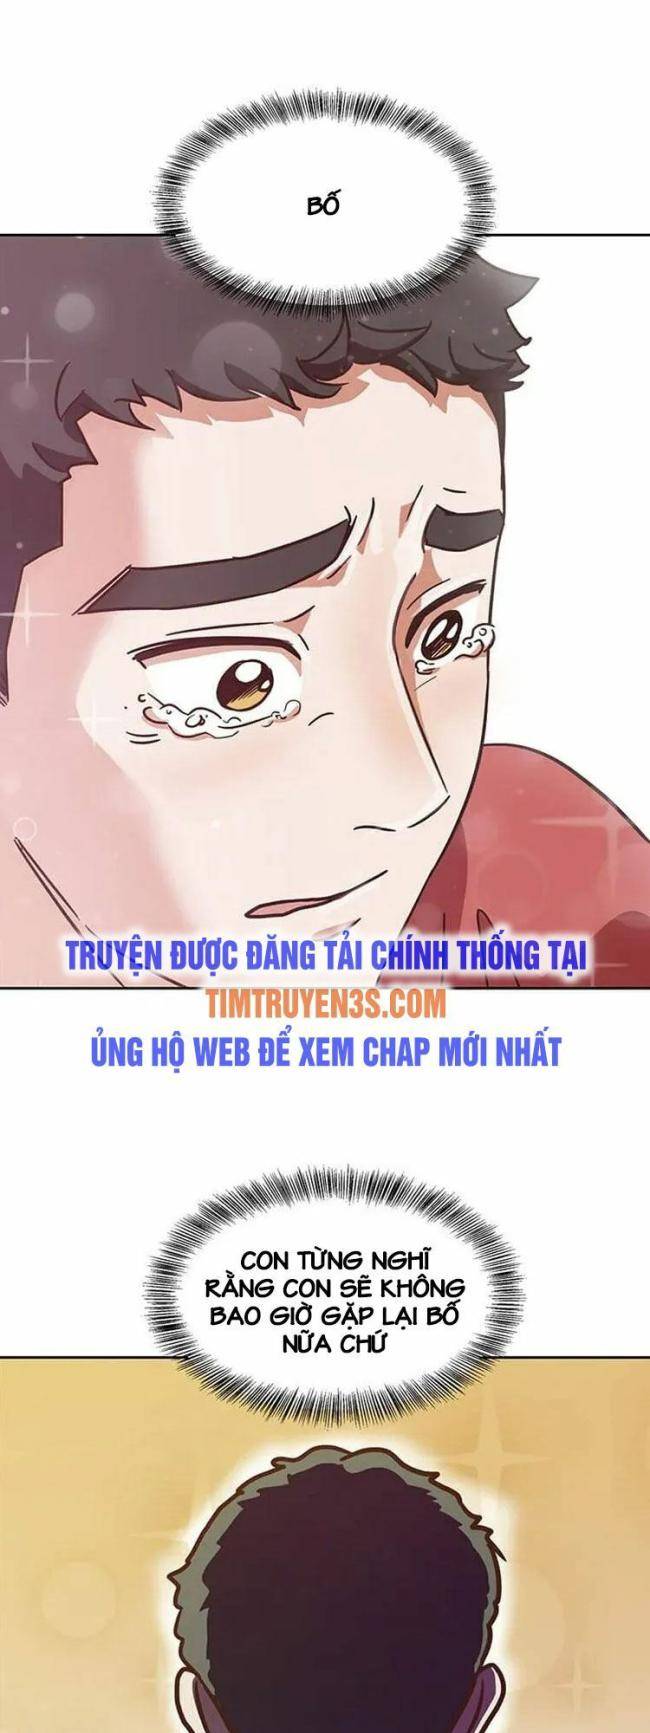 BỐ
TRUYỆN ĐƯỢC ĐĂNG TẢI CHÍNH THỐNG TẠI
TIMTRUYEN3S.COM
ỦNG HỘ WEB ĐỂ XEM CHAP MỚI NHẤT
CON TỪNG NGHĨ
RẰNG CON SẼ KHÔNG
BAO GIỜ GẶP LẠI BỐ
NỮA CHỨ